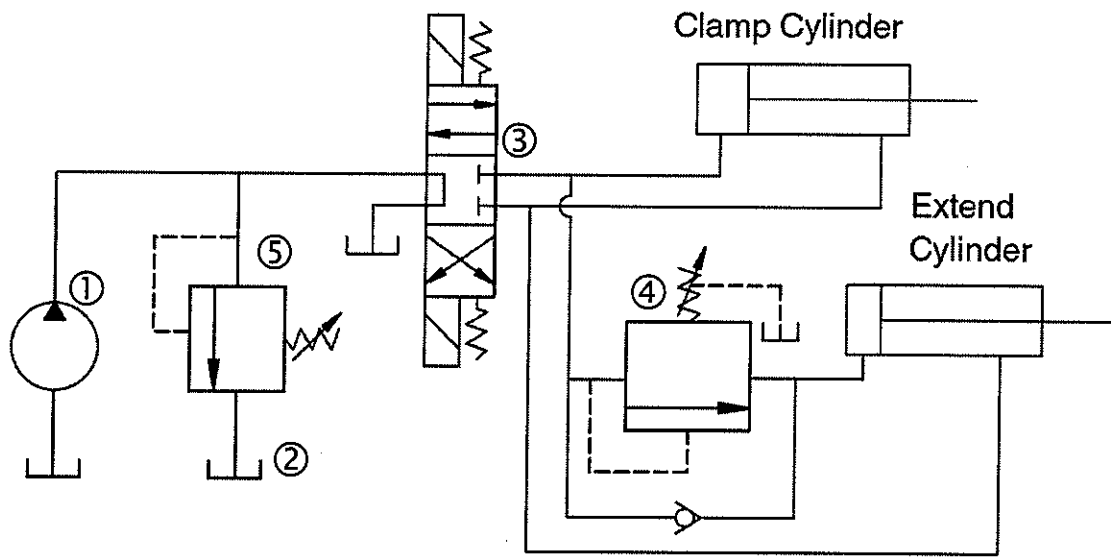 Clamp Cylinder
③
Extend
Cylinder
⑤
④
①
②